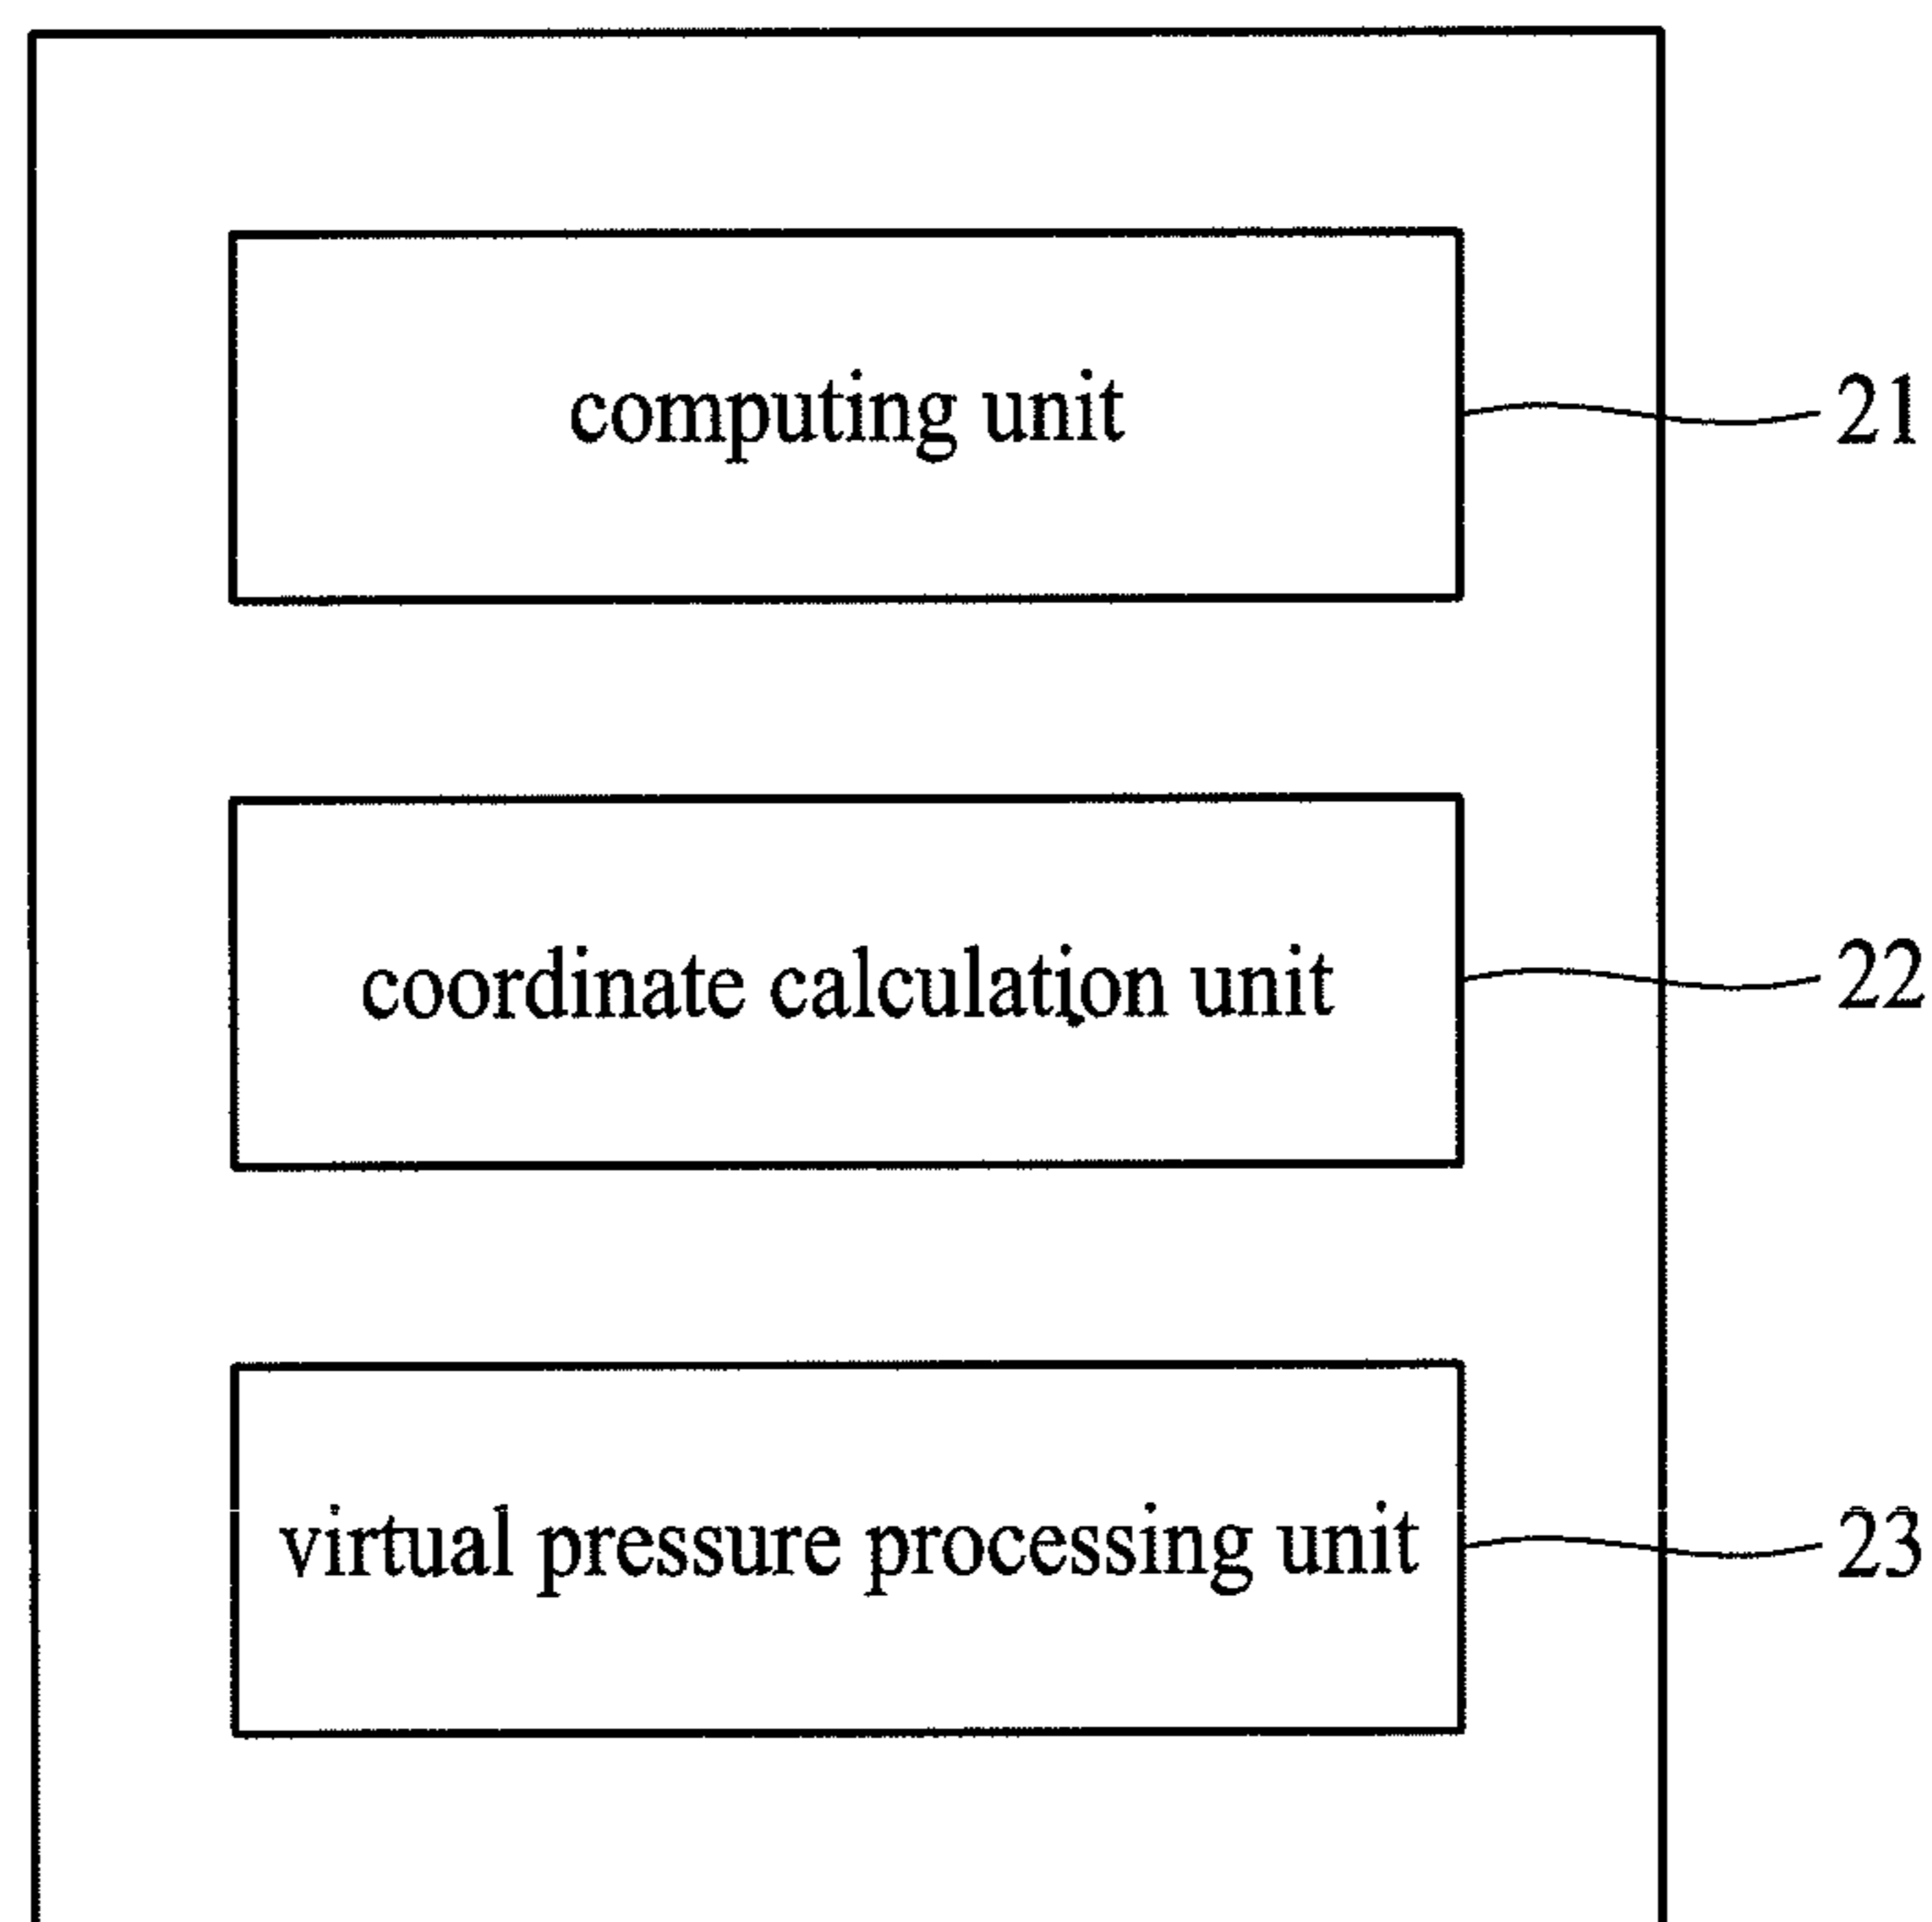 computing unit 21
coordinate calculation unit 22
virtual pressure processing unit 23